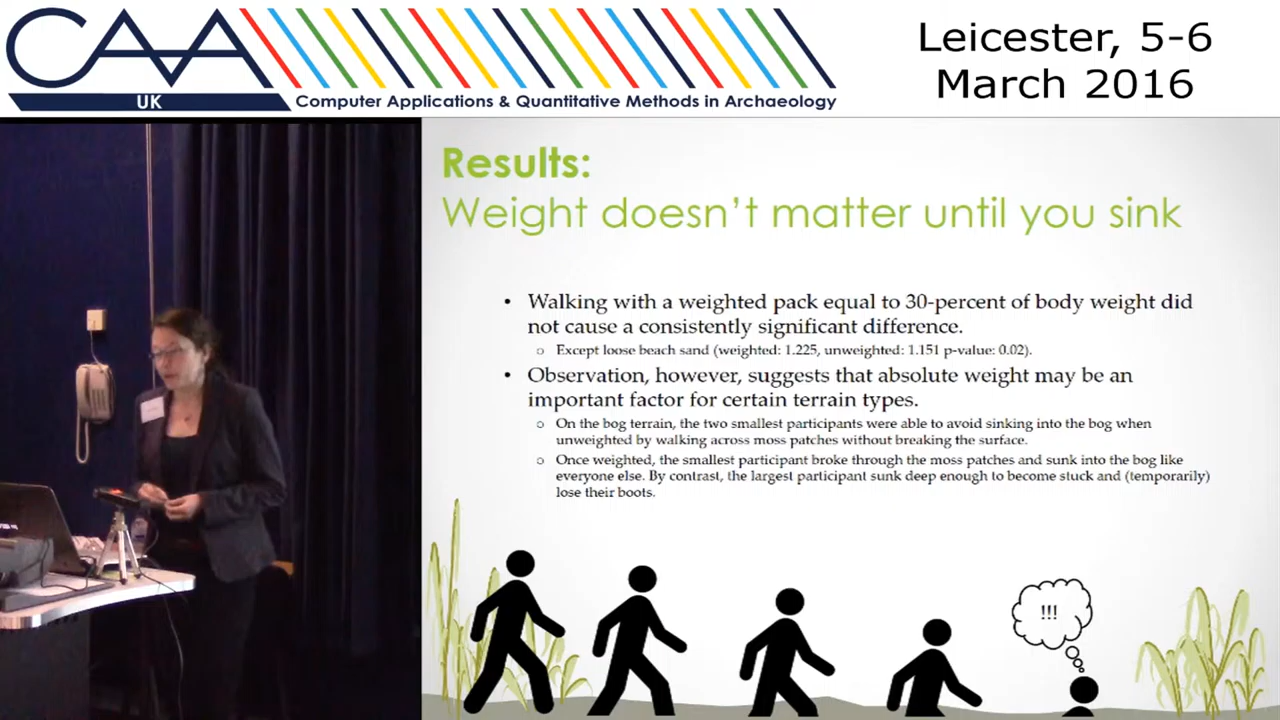 CAA
UK
Computer Applications & Quantitative Methods in Archaeology
Leicester, 5-6
March 2016
Results:
Weight doesn't matter until you sink
• Walking with a weighted pack equal to 30-percent of body weight did
not cause a consistently significant difference.
○ Except loose beach sand (weighted: 1.225, unweighted: 1.151 p-value: 0.02).
• Observation, however, suggests that absolute weight may be an
important factor for certain terrain types.
○ On the bog terrain, the two smallest participants were able to avoid sinking into the bog when
unweighted by walking across moss patches without breaking the surface.
○ Once weighted, the smallest participant broke through the moss patches and sunk into the bog like
everyone else. By contrast, the largest participant sunk deep enough to become stuck and (temporarily)
lose their boots.
!!!